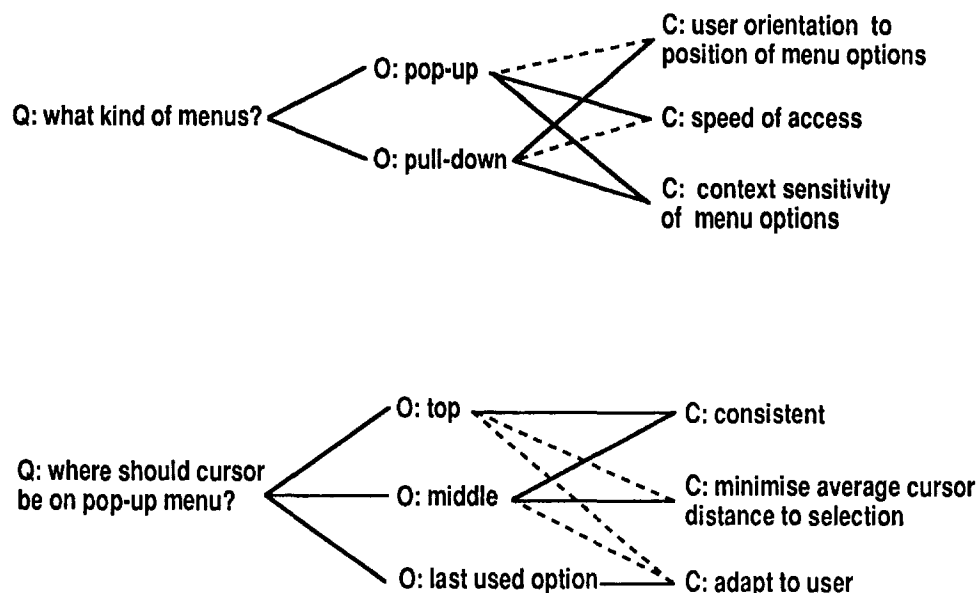 Q: what kind of menus?
O: pop-up
O: pull-down
C: user orientation to
position of menu options
C: speed of access
C: context sensitivity
of menu options
Q: where should cursor
be on pop-up menu?
O: top
O: middle
O: last used option
C: consistent
C: minimise average cursor
distance to selection
C: adapt to user